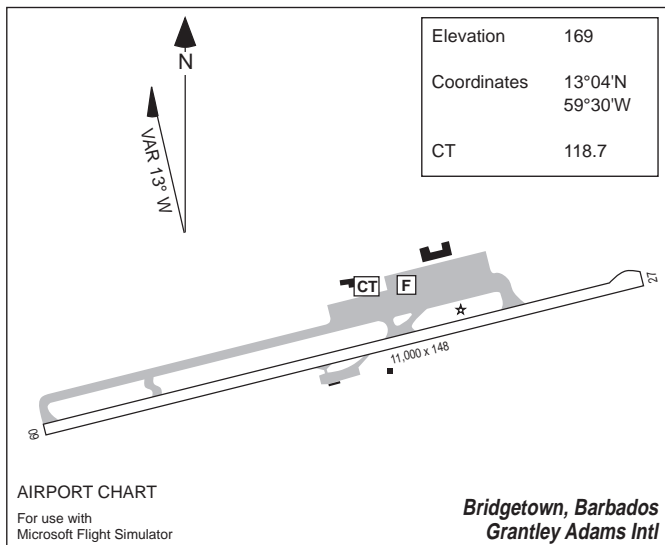 N
VAR 13° W
Elevation 169
Coordinates 13°04'N
59°30'W
CT 118.7
CT
F
27
11,000 x 148
09
AIRPORT CHART
For use with
Microsoft Flight Simulator
Bridgetown, Barbados
Grantley Adams Intl